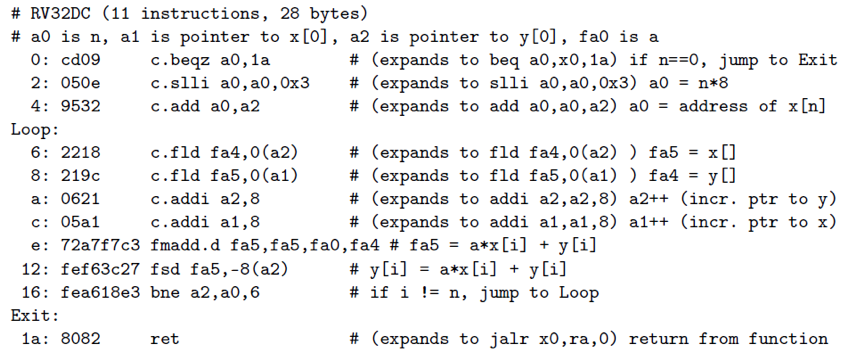 # RV32DC (11 instructions, 28 bytes)
# a0 is n, a1 is pointer to x[0], a2 is pointer to y[0], fa0 is a
0: cd09 c.beqz a0,1a # (expands to beq a0,x0,1a) if n==0, jump to Exit
2: 050e c.slli a0,a0,0x3 # (expands to slli a0,a0,0x3) a0 = n*8
4: 9532 c.add a0,a2 # (expands to add a0,a0,a2) a0 = address of x[n]
Loop:
6: 2218 c.fld fa4,0(a2) # (expands to fld fa4,0(a2) ) fa5 = x[]
8: 219c c.fld fa5,0(a1) # (expands to fld fa5,0(a1) ) fa4 = y[]
a: 0621 c.addi a2,8 # (expands to addi a2,a2,8) a2++ (incr. ptr to y)
c: 05a1 c.addi a1,8 # (expands to addi a1,a1,8) a1++ (incr. ptr to x)
e: 72a7f7c3 fmadd.d fa5,fa5,fa0,fa4 # fa5 = a*x[i] + y[i]
12: fef63c27 fsd fa5,-8(a2) # y[i] = a*x[i] + y[i]
16: fea618e3 bne a2,a0,6 # if i != n, jump to Loop
Exit:
1a: 8082 ret # (expands to jalr x0,ra,0) return from function